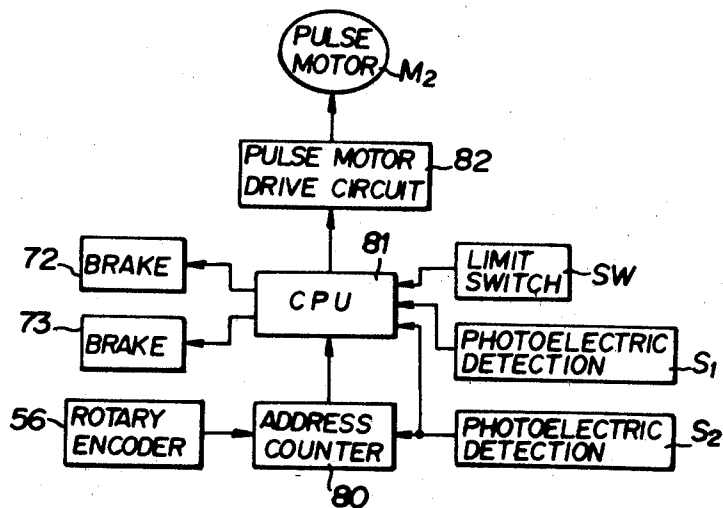 PULSE
MOTOR
M2
PULSE MOTOR
DRIVE CIRCUIT
82
81
72
BRAKE
CPU
LIMIT
SWITCH
SW
73
BRAKE
PHOTOELECTRIC
DETECTION
S1
56
ROTARY
ENCODER
ADDRESS
COUNTER
80
PHOTOELECTRIC
DETECTION
S2